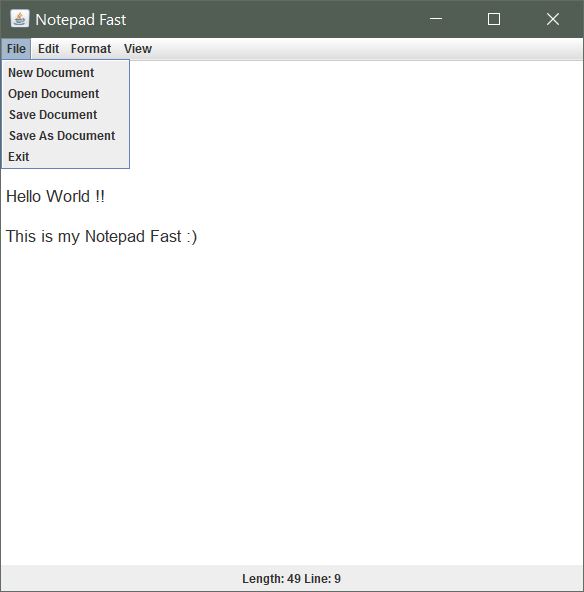 Notepad Fast
File Edit Format View
New Document
Open Document
Save Document
Save As Document
Exit
Hello World !!
This is my Notepad Fast :)
Length: 49 Line: 9